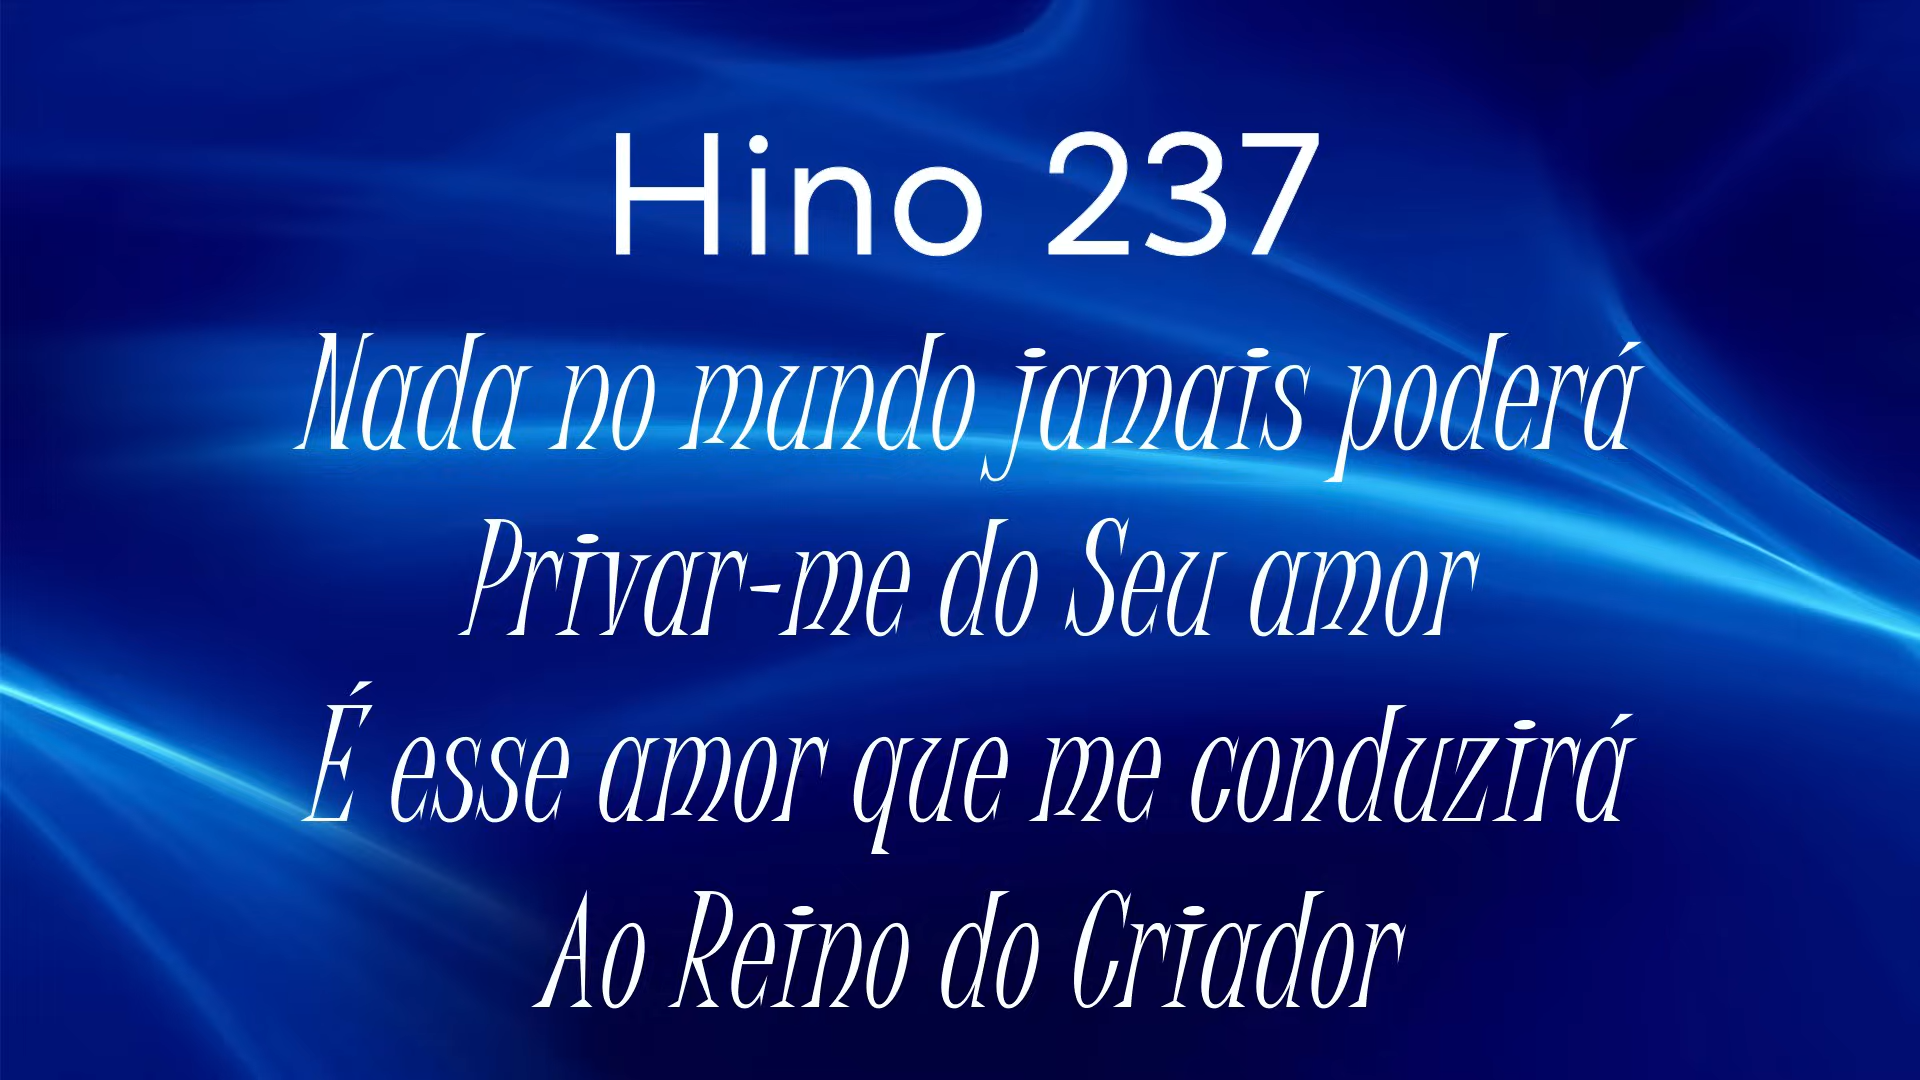 Hino 237
Nada no mundo jamais poderá
Privar-me do Seu amor
É esse amor que me conduzirá
Ao Reino do Criador